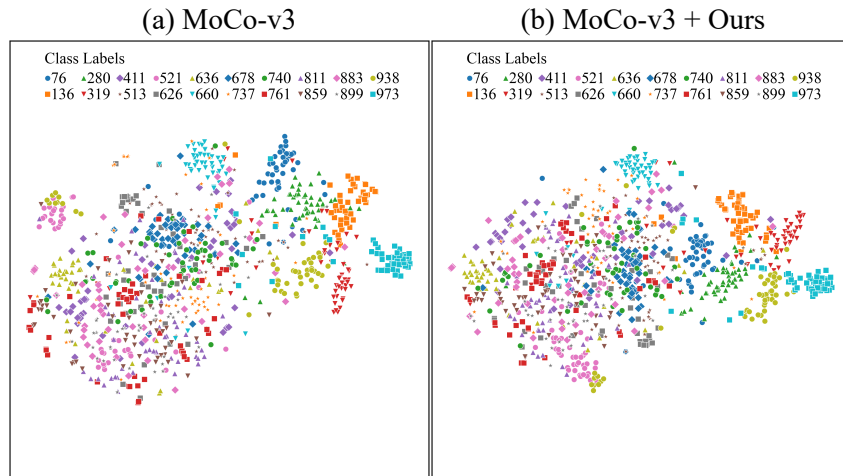 (a) MoCo-v3
(b) MoCo-v3 + Ours
Class Labels
76 280 411 521 636 678 740 811 883 938
136 319 513 626 660 737 761 859 899 973
Class Labels
76 280 411 521 636 678 740 811 883 938
136 319 513 626 660 737 761 859 899 973